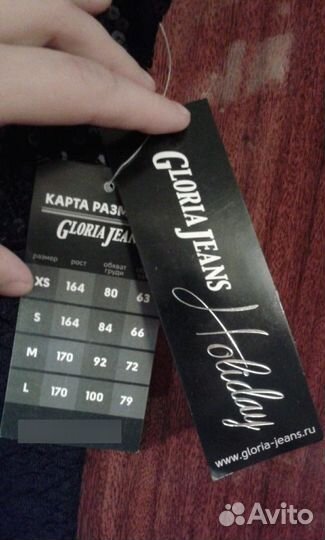 КАРТА РАЗМ
GLORIA JEAN
размер рост обхват груди
XS 164 80 63
S 164 84 66
M 170 92 72
L 170 100 79
GLORIA JEANS
Holiday
www.gloria-jeans.ru
Avito